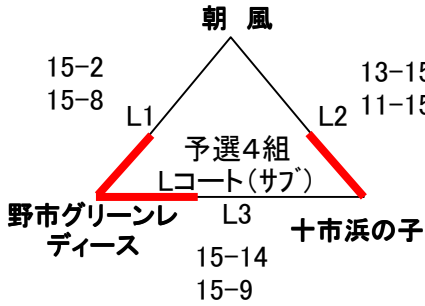 朝 風
15-2
15-8
13-15
11-15
L1
L2
予選4組
Lコート(サブ)
野市グリーンレ
ディース
L3
十市浜の子
15-14
15-9